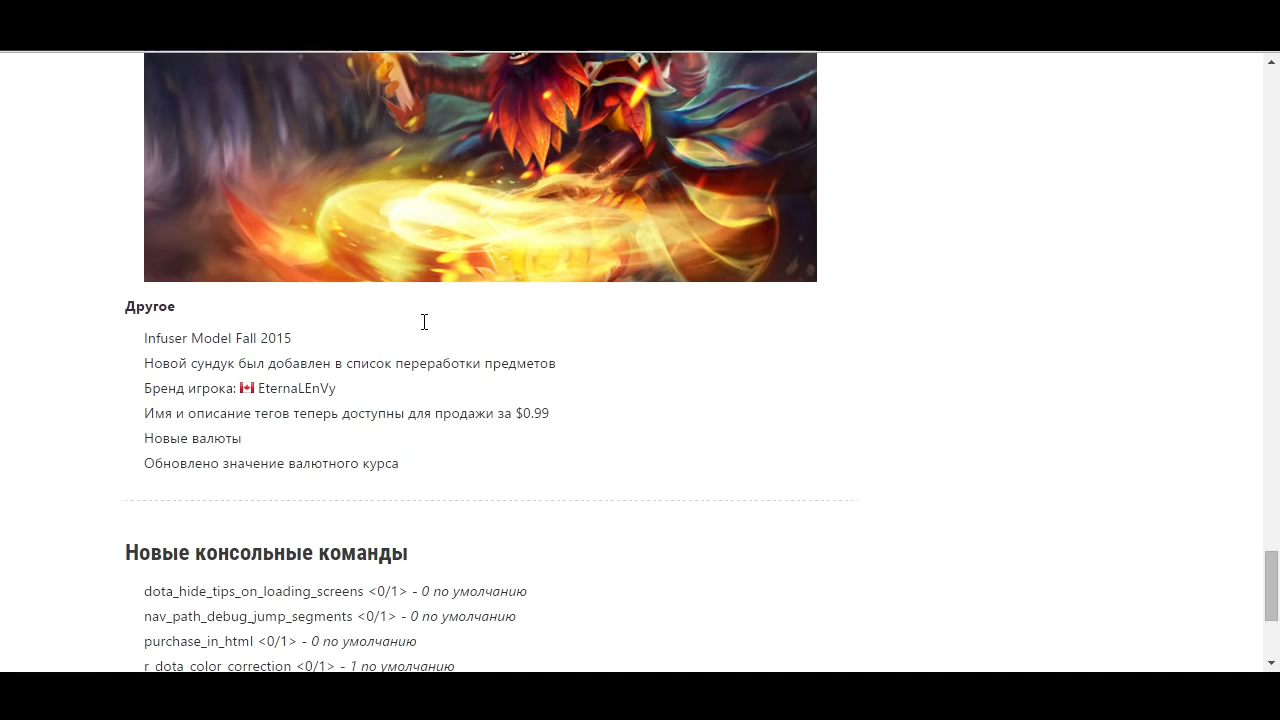 Другое
Infuser Model Fall 2015
Новой сундук был добавлен в список переработки предметов
Бренд игрока: EternaLEnVy
Имя и описание тегов теперь доступны для продажи за $0.99
Новые валюты
Обновлено значение валютного курса
Новые консольные команды
dota_hide_tips_on_loading_screens <0/1> - 0 по умолчанию
nav_path_debug_jump_segments <0/1> - 0 по умолчанию
purchase_in_html <0/1> - 0 по умолчанию
r_dota_color_correction <0/1> - 1 по умолчанию